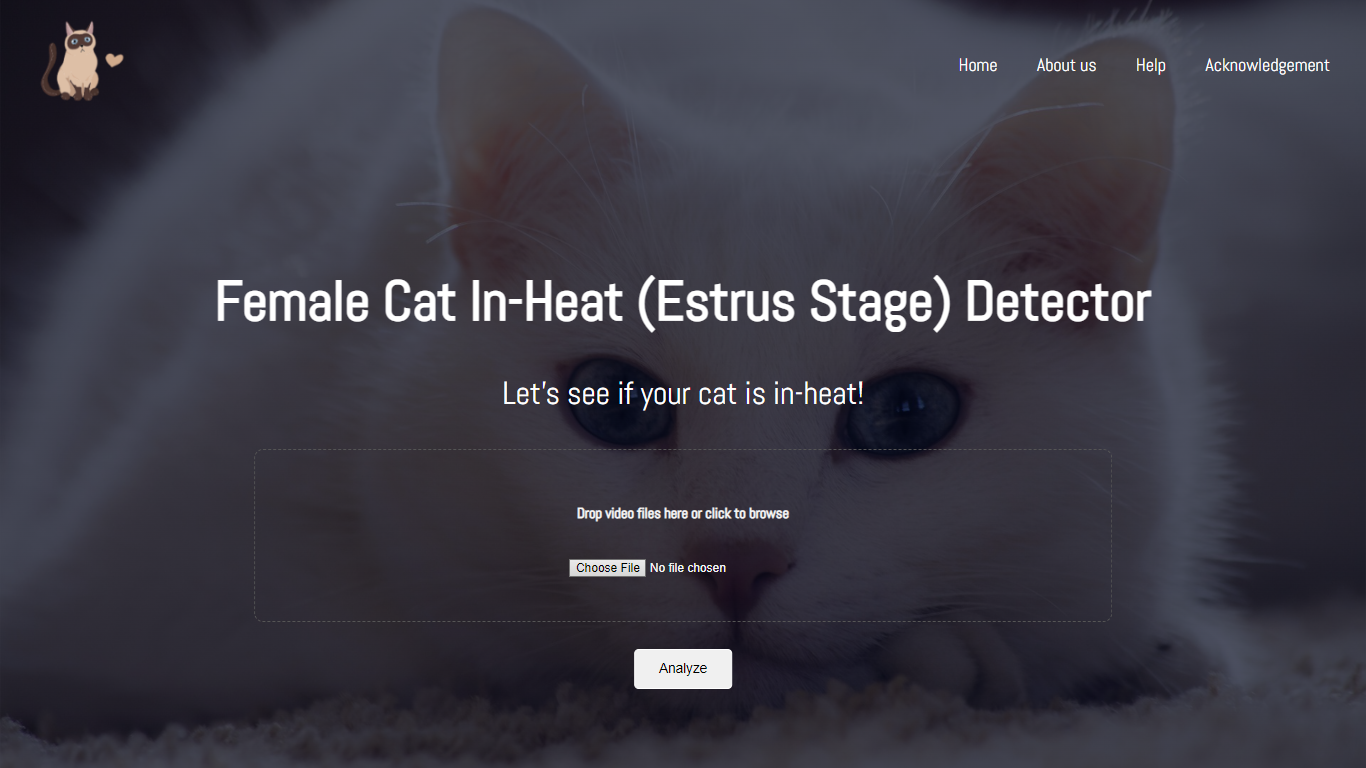 Home About us Help Acknowledgement
Female Cat In-Heat (Estrus Stage) Detector
Let's see if your cat is in-heat!
Drop video files here or click to browse
Choose File No file chosen
Analyze